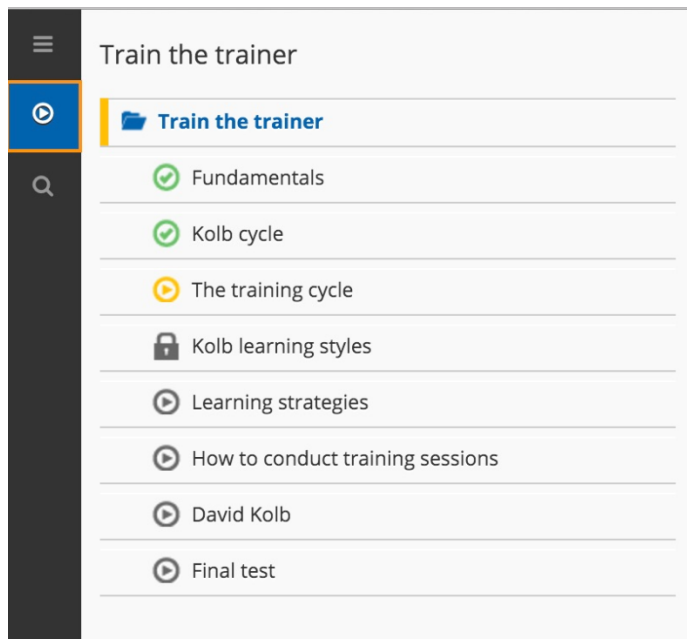 Train the trainer
Train the trainer
Fundamentals
Kolb cycle
The training cycle
Kolb learning styles
Learning strategies
How to conduct training sessions
David Kolb
Final test